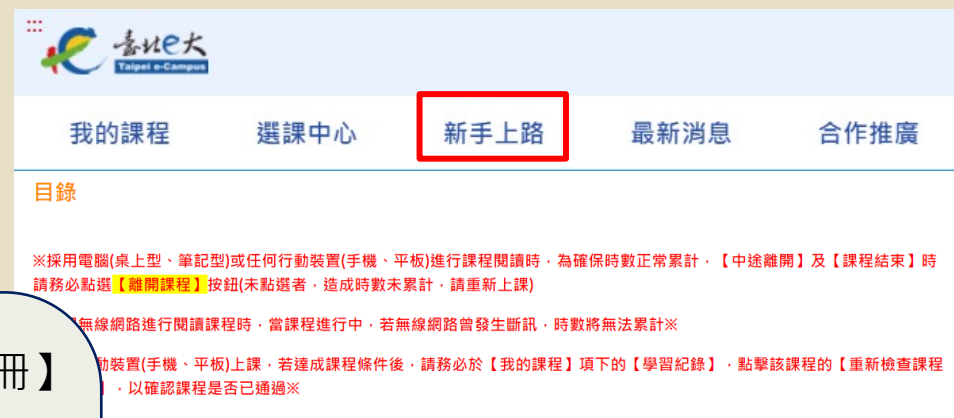 臺北e大
Taipei e-Campus
我的課程 選課中心 新手上路 最新消息 合作推廣
目錄
※採用電腦(桌上型、筆記型)或任何行動裝置(手機、平板)進行課程閱讀時，為確保時數正常累計，【中途離開】及【課程結束】時
請務必點選【離開課程】按鈕(未點選者，造成時數未累計，請重新上課)
無線網路進行閱讀課程時，當課程進行中，若無線網路曾發生斷訊，時數將無法累計※
動裝置(手機、平板)上課，若達成課程條件後，請務必於【我的課程】項下的【學習紀錄】，點擊該課程的【重新檢查課程
】，以確認課程是否已通過※
冊】